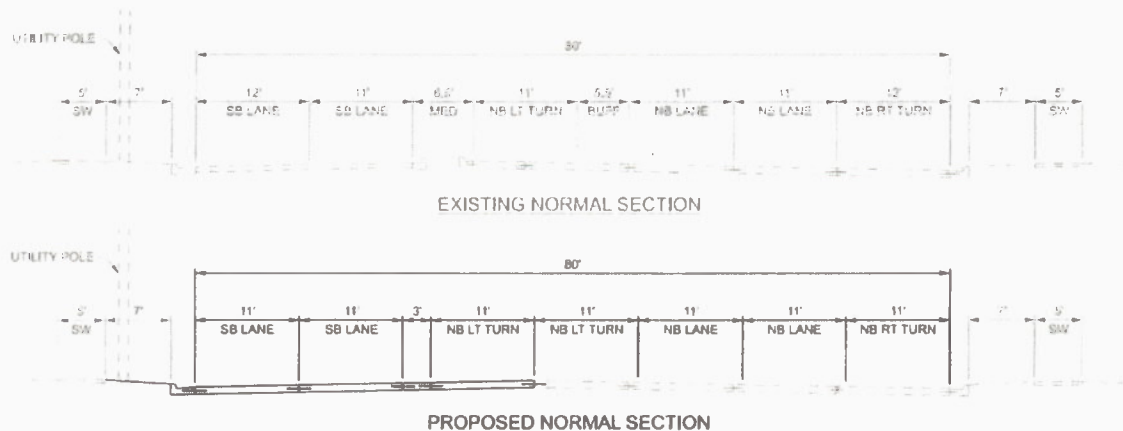 UTILITY POLE
80'
5' 7' 12' 11' 6.5' 11' 5.5' 11' 11' 12' 7' 5'
SW SB LANE SB LANE MED NB LT TURN BUFF NB LANE NB LANE NB RT TURN SW
EXISTING NORMAL SECTION
UTILITY POLE
80'
5' 7' 11' 11' 3' 11' 11' 11' 11' 11' 7' 5'
SW SB LANE SB LANE NB LT TURN NB LT TURN NB LANE NB LANE NB RT TURN SW
PROPOSED NORMAL SECTION